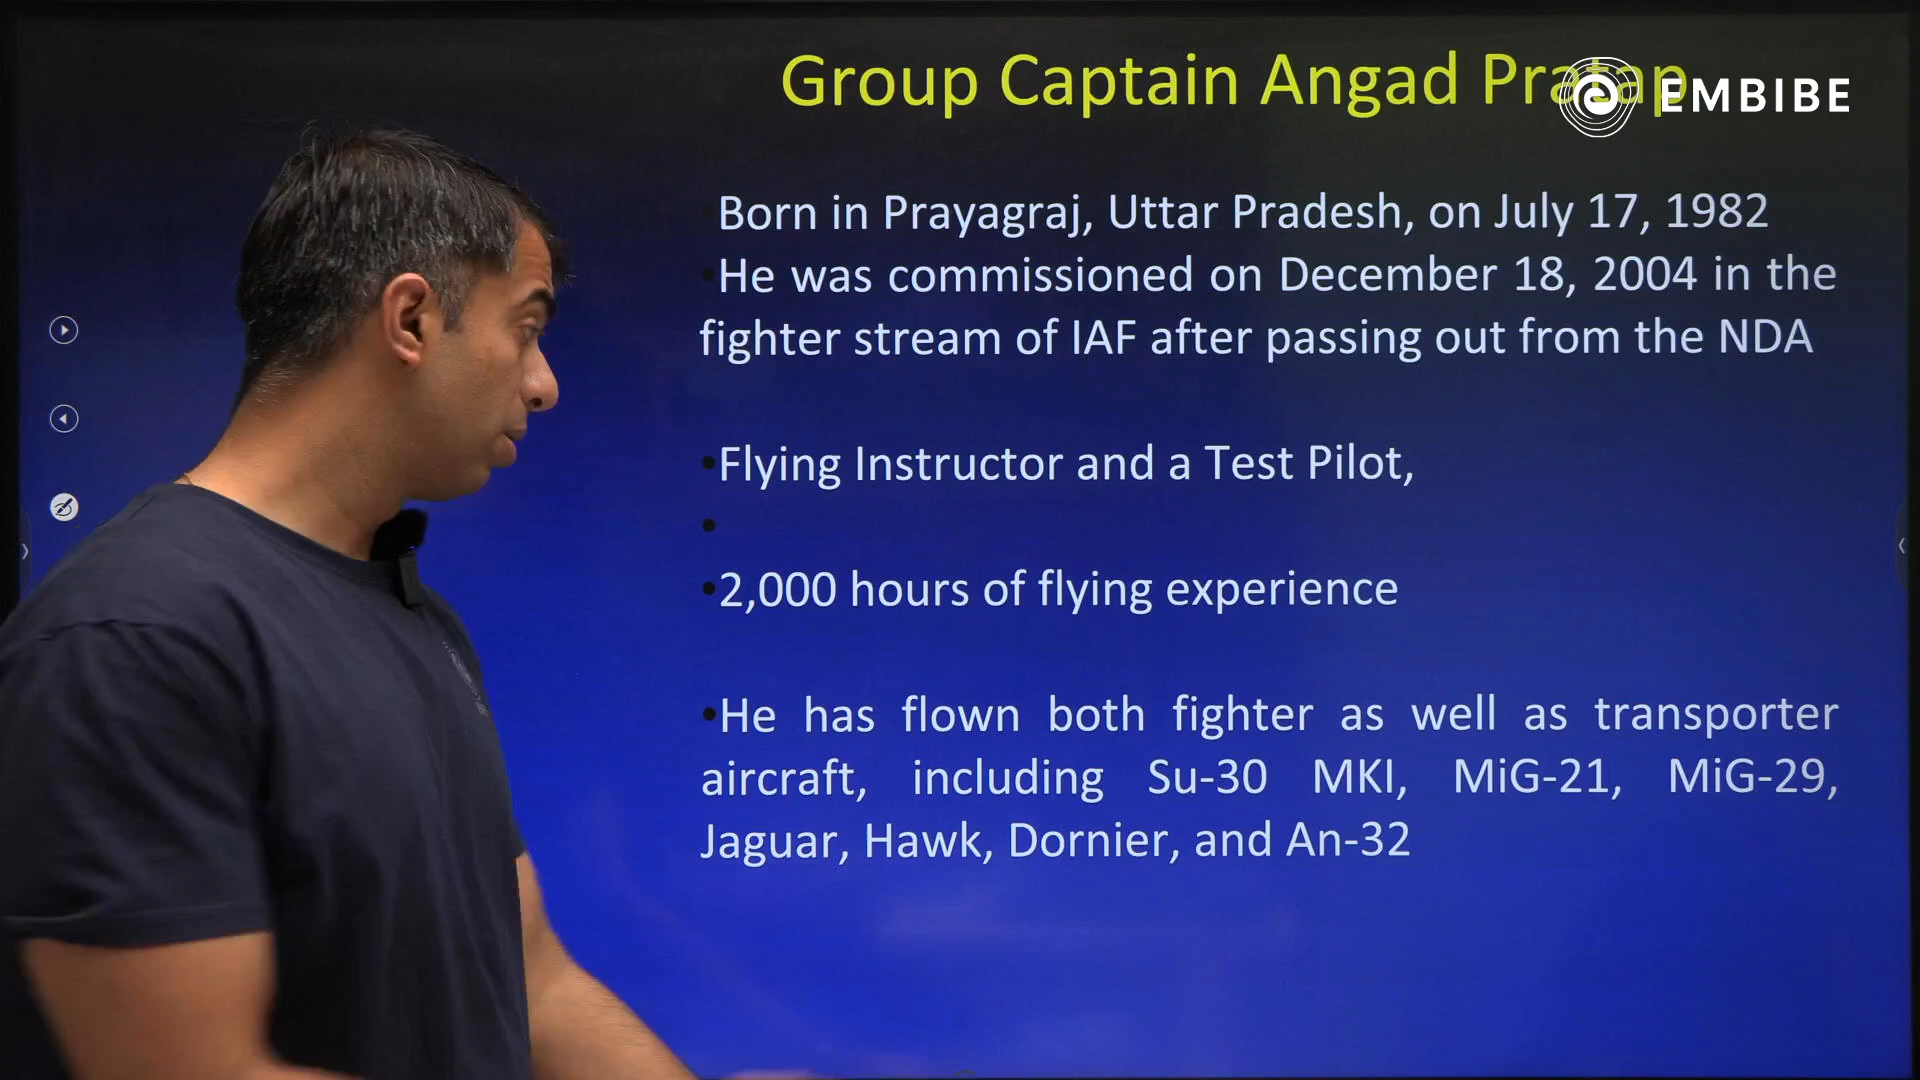 Group Captain Angad Pratap
EMBIBE
•Born in Prayagraj, Uttar Pradesh, on July 17, 1982
•He was commissioned on December 18, 2004 in the
fighter stream of IAF after passing out from the NDA
•Flying Instructor and a Test Pilot,
•
•2,000 hours of flying experience
•He has flown both fighter as well as transporter
aircraft, including Su-30 MKI, MiG-21, MiG-29,
Jaguar, Hawk, Dornier, and An-32